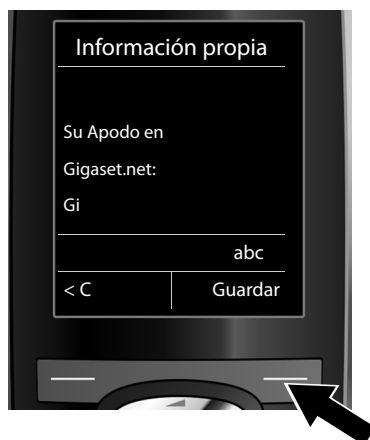 Información propia
Su Apodo en
Gigaset.net:
Gi
abc
< C Guardar